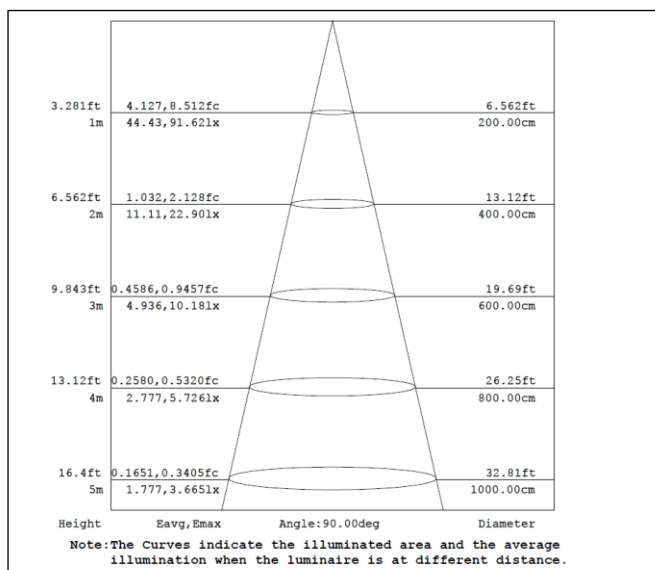 3.281ft 4.127,8.512fc 6.562ft
1m 44.43,91.62lx 200.00cm
6.562ft 1.032,2.128fc 13.12ft
2m 11.11,22.90lx 400.00cm
9.843ft 0.4586,0.9457fc 19.69ft
3m 4.936,10.18lx 600.00cm
13.12ft 0.2580,0.5320fc 26.25ft
4m 2.777,5.726lx 800.00cm
16.4ft 0.1651,0.3405fc 32.81ft
5m 1.777,3.665lx 1000.00cm
Height Eavg,Emax Angle:90.00deg Diameter
Note:The Curves indicate the illuminated area and the average
illumination when the luminaire is at different distance.